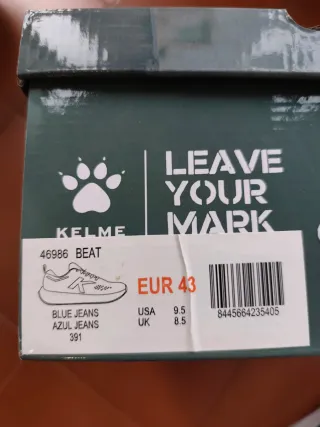 LEAVE
YOUR
MARK
KELME
46986 BEAT
EUR 43
BLUE JEANS
AZUL JEANS
391
USA 9.5
UK 8.5
8445664235405